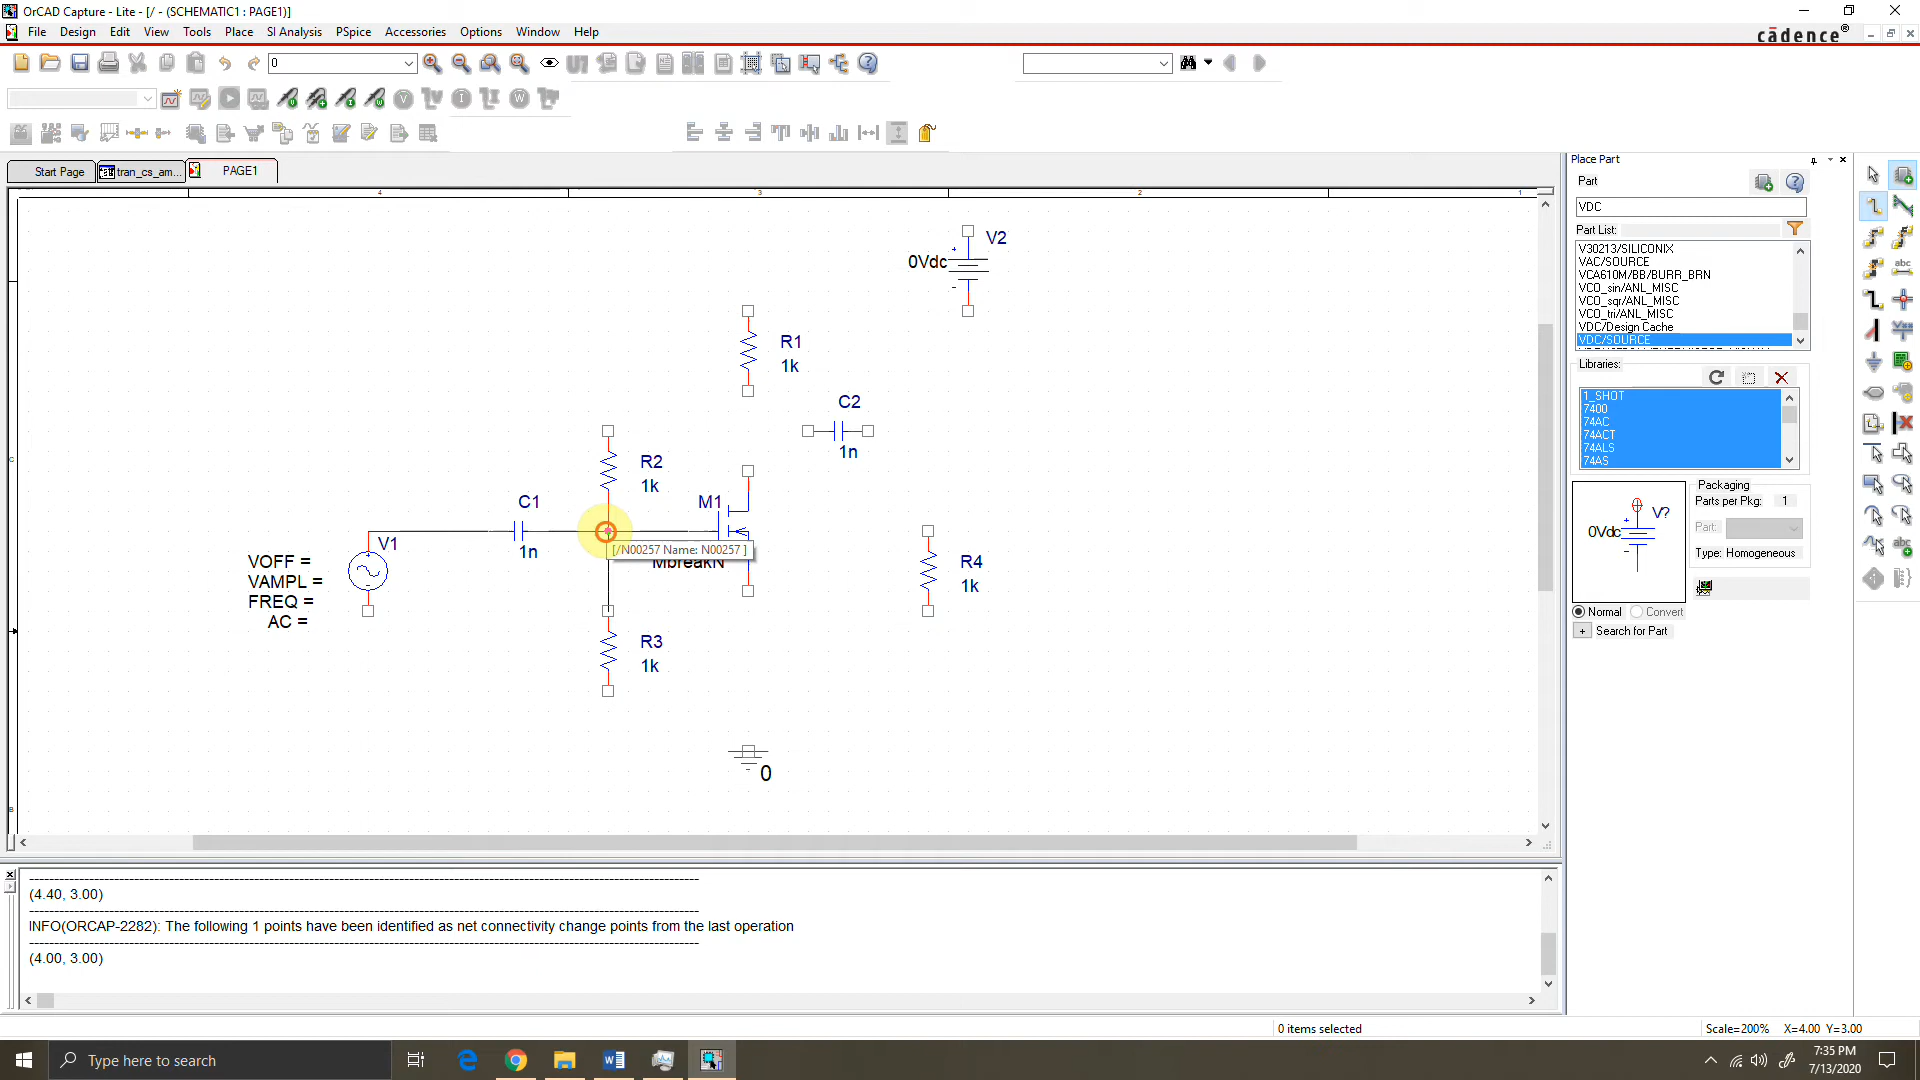 OrCAD Capture - Lite - [/ - (SCHEMATIC1 : PAGE1)]
File Design Edit View Tools Place SI Analysis PSpice Accessories Options Window Help
cādence®
0
Start Page
tran_cs_am...
PAGE1
4
3
2
1
V2
0Vdc
R1
1k
C2
1n
R2
1k
C1
1n
M1
MbreakN
[/N00257 Name: N00257 ]
V1
VOFF =
VAMPL =
FREQ =
AC =
R4
1k
R3
1k
0
C
B
Place Part
Part
VDC
Part List:
V30213/SILICONIX
VAC/SOURCE
VCA610M/BB/BURR_BRN
VCO_sin/ANL_MISC
VCO_sqr/ANL_MISC
VCO_tri/ANL_MISC
VDC/Design Cache
VDC/SOURCE
Libraries:
1_SHOT
7400
74AC
74ACT
74ALS
74AS
Packaging
Parts per Pkg: 1
Part:
Type: Homogeneous
V?
0Vdc
Normal Convert
+ Search for Part
(4.40, 3.00)
INFO(ORCAP-2282): The following 1 points have been identified as net connectivity change points from the last operation
(4.00, 3.00)
0 items selected
Scale=200% X=4.00 Y=3.00
Type here to search
7:35 PM
7/13/2020